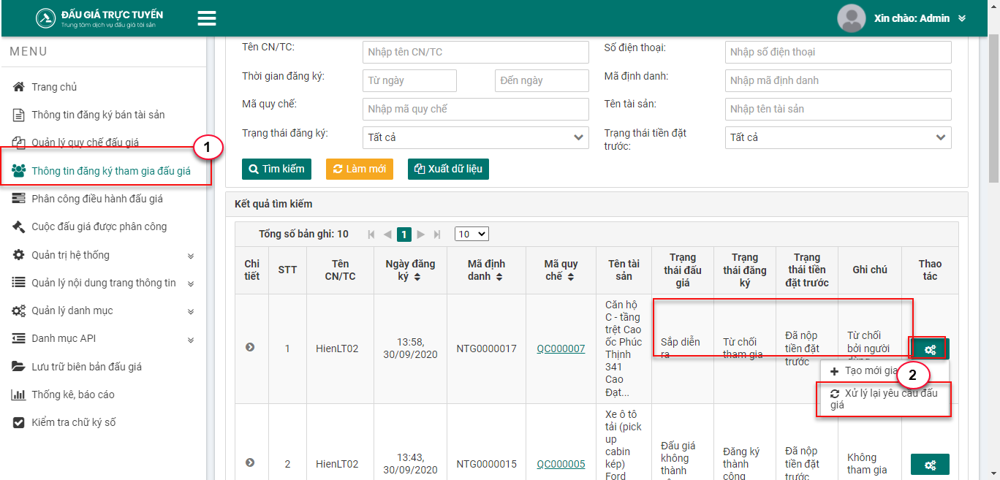 ĐẤU GIÁ TRỰC TUYẾN
Trung tâm dịch vụ đấu giá tài sản
Xin chào: Admin
MENU
Trang chủ
Thông tin đăng ký bán tài sản
Quản lý quy chế đấu giá
1
Thông tin đăng ký tham gia đấu giá
Phân công điều hành đấu giá
Cuộc đấu giá được phân công
Quản trị hệ thống
Quản lý nội dung trang thông tin
Quản lý danh mục
Danh mục API
Lưu trữ biên bản đấu giá
Thống kê, báo cáo
Kiểm tra chữ ký số
Tên CN/TC:
Nhập tên CN/TC
Số điện thoại:
Nhập số điện thoại
Thời gian đăng ký:
Từ ngày
Đến ngày
Mã định danh:
Nhập mã định danh
Mã quy chế:
Nhập mã quy chế
Tên tài sản:
Nhập tên tài sản
Trạng thái đăng ký:
Tất cả
Trạng thái tiền đặt
trước:
Tất cả
Tìm kiếm
Làm mới
Xuất dữ liệu
Kết quả tìm kiếm
Tổng số bản ghi: 10
1
10
Chi
tiết
STT
Tên
CN/TC
Ngày đăng
ký
Mã định
danh
Mã quy
chế
Tên tài
sản
Trạng
thái đấu
giá
Trạng
thái đăng
ký
Trạng
thái tiền
đặt trước
Ghi chú
Thao
tác
1
HienLT02
13:58,
30/09/2020
NTG0000017
QC000007
Căn hộ
C - tầng
trệt Cao
ốc Phúc
Thịnh
341
Cao
Đạt...
Sắp diễn
ra
Từ chối
tham gia
Đã nộp
tiền đặt
trước
Từ chối
bởi người
dùng
Tạo mới gia
2
Xử lý lại yêu cầu đấu
giá
2
HienLT02
13:43,
30/09/2020
NTG0000015
QC000005
Xe ô tô
tải (pick
up
cabin
kép)
Ford
Đấu giá
không
thành
Đăng ký
thành
công
Đã nộp
tiền đặt
trước
Không
tham gia